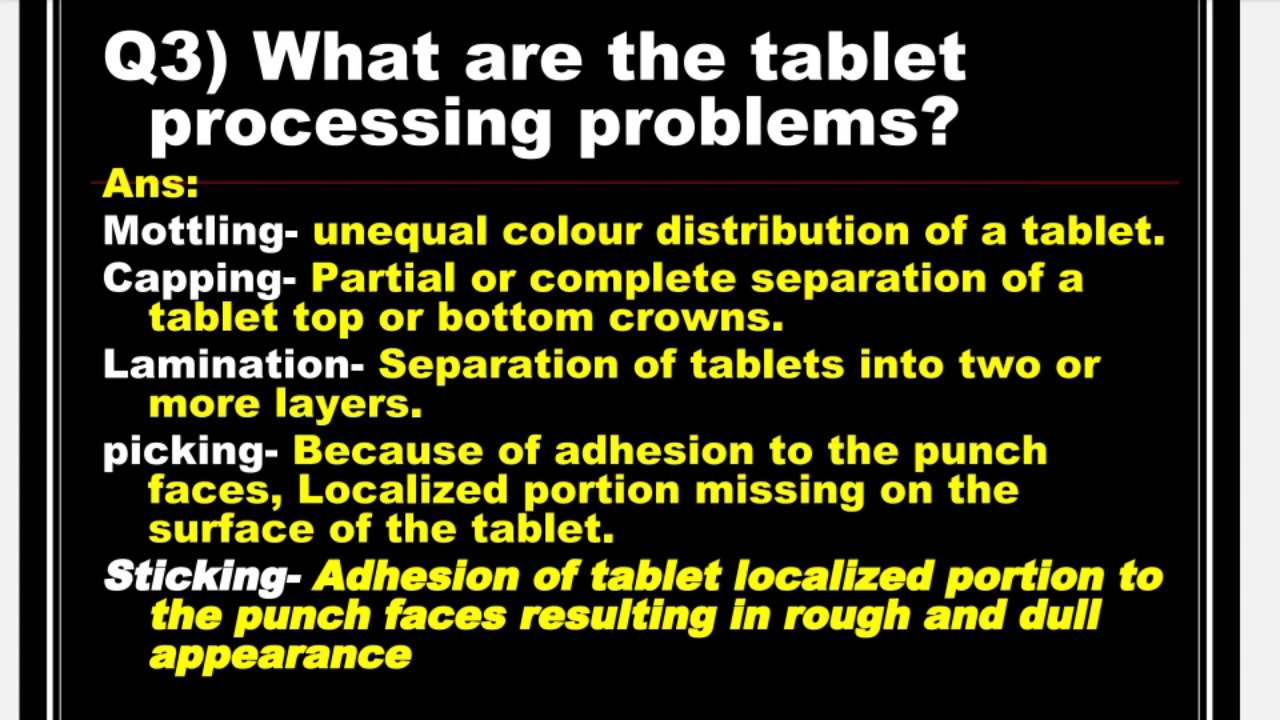 Q3) What are the tablet
processing problems?
Ans:
Mottling- unequal colour distribution of a tablet.
Capping- Partial or complete separation of a
tablet top or bottom crowns.
Lamination- Separation of tablets into two or
more layers.
picking- Because of adhesion to the punch
faces, Localized portion missing on the
surface of the tablet.
Sticking- Adhesion of tablet localized portion to
the punch faces resulting in rough and dull
appearance